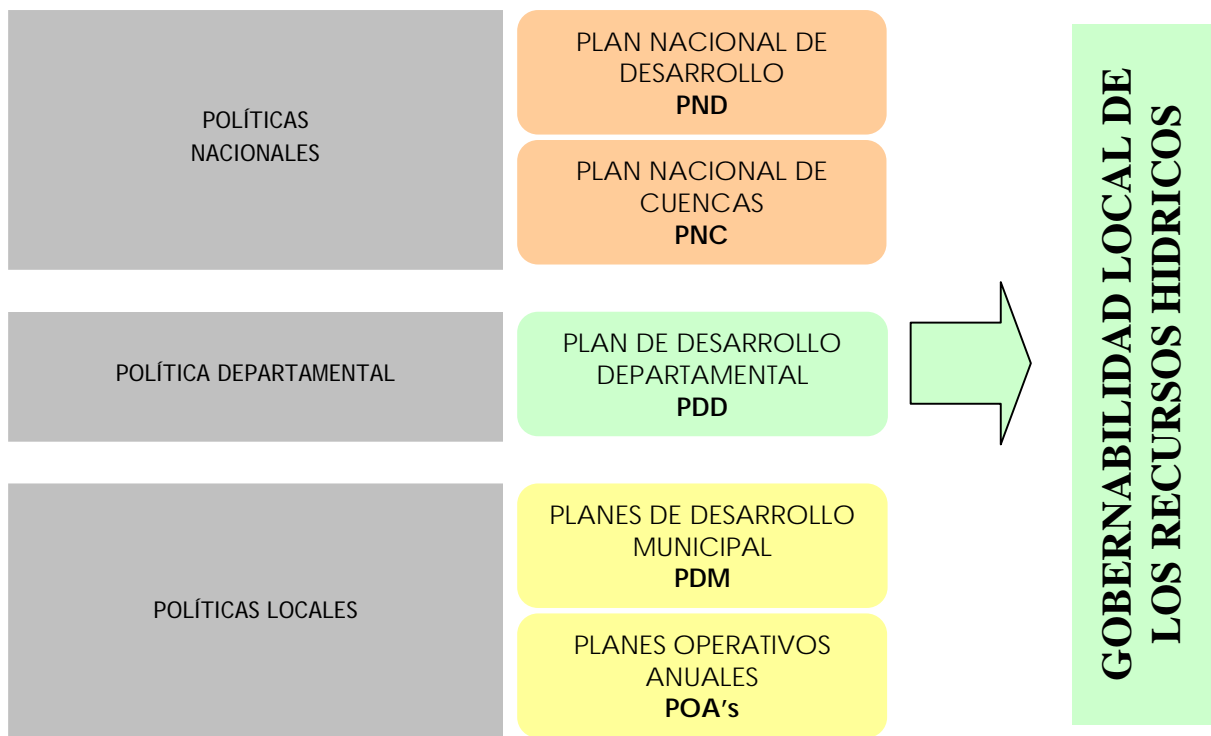 POLÍTICAS
NACIONALES
PLAN NACIONAL DE
DESARROLLO
PND
PLAN NACIONAL DE
CUENCAS
PNC
POLÍTICA DEPARTAMENTAL
PLAN DE DESARROLLO
DEPARTAMENTAL
PDD
POLÍTICAS LOCALES
PLANES DE DESARROLLO
MUNICIPAL
PDM
PLANES OPERATIVOS
ANUALES
POA's
GOBERNABILIDAD LOCAL DE
LOS RECURSOS HIDRICOS